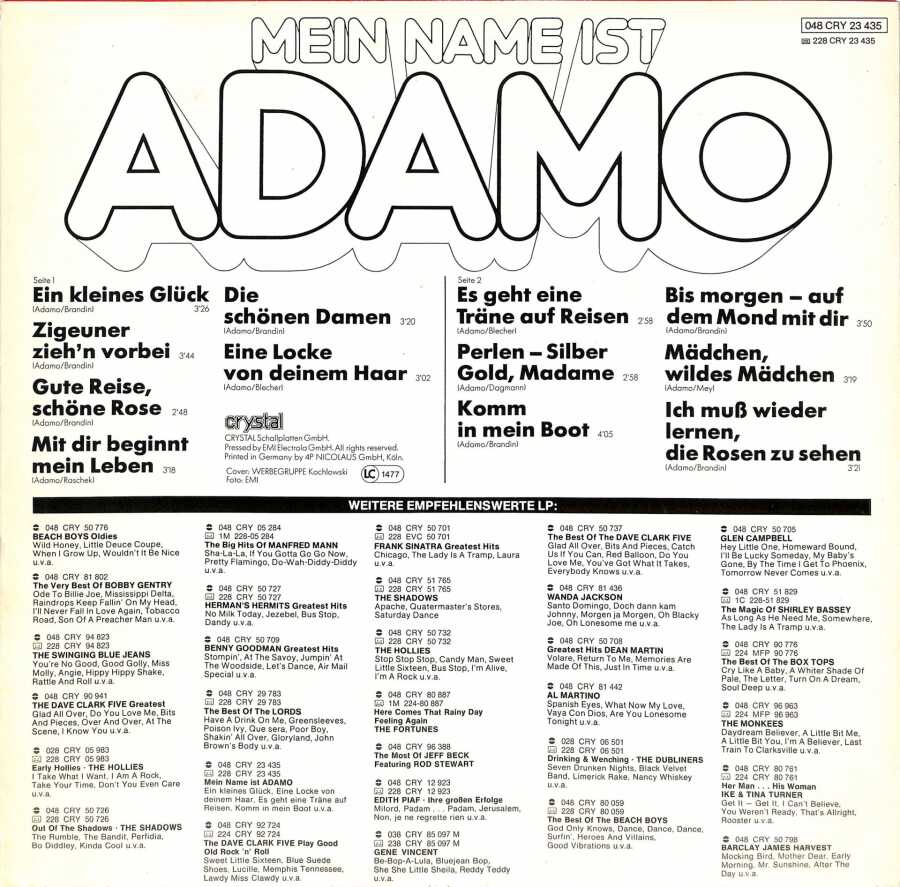 MEIN NAME IST
ADAMO
048 CRY 23 435
228 CRY 23 435
Seite 1
Ein kleines Glück
(Adamo/Brandin) 3'26
Zigeuner
zieh'n vorbei 3'44
(Adamo/Brandin)
Gute Reise,
schöne Rose 2'48
(Adamo/Brandin)
Mit dir beginnt
mein Leben 3'18
(Adamo/Raschek)
Die
schönen Damen 3'20
(Adamo/Brandin)
Eine Locke
von deinem Haar 3'02
(Adamo/Blecher)
crystal
CRYSTAL Schallplatten GmbH.
Pressed by EMI Electrola GmbH. All rights reserved.
Printed in Germany by 4P NICOLAUS GmbH, Köln.
Cover: WERBEGRUPPE Kochlowski
Foto: EMI
LC 1477
Seite 2
Es geht eine
Träne auf Reisen 2'58
(Adamo/Blecher)
Perlen – Silber
Gold, Madame 2'58
(Adamo/Dagmann)
Komm
in mein Boot 4'05
(Adamo/Brandin)
Bis morgen – auf
dem Mond mit dir 3'50
(Adamo/Brandin)
Mädchen,
wildes Mädchen 3'19
(Adamo/Mey)
Ich muß wieder
lernen,
die Rosen zu sehen
(Adamo/Brandin) 3'21
WEITERE EMPFEHLENSWERTE LP:
048 CRY 50 776
BEACH BOYS Oldies
Wild Honey, Little Deuce Coupe,
When I Grow Up, Wouldn't It Be Nice
u.v.a.
048 CRY 81 802
The Very Best Of BOBBY GENTRY
Ode To Billie Joe, Mississippi Delta,
Raindrops Keep Fallin' On My Head,
I'll Never Fall In Love Again, Tobacco
Road, Son Of A Preacher Man u.v.a.
048 CRY 94 823
228 CRY 94 823
THE SWINGING BLUE JEANS
You're No Good, Good Golly, Miss
Molly, Angie, Hippy Hippy Shake,
Rattle And Roll u.v.a.
048 CRY 90 941
THE DAVE CLARK FIVE Greatest
Glad All Over, Do You Love Me, Bits
And Pieces, Over And Over, At The
Scene, I Know You u.v.a.
028 CRY 05 983
228 CRY 05 983
Early Hollies · THE HOLLIES
I Take What I Want, I Am A Rock,
Take Your Time, Don't You Even Care
u.v.a.
048 CRY 50 726
228 CRY 50 726
Out Of The Shadows · THE SHADOWS
The Rumble, The Bandit, Perfidia,
Bo Diddley, Kinda Cool u.v.a.
048 CRY 05 284
1M 228-05 284
The Big Hits Of MANFRED MANN
Sha-La-La, If You Gotta Go Go Now,
Pretty Flamingo, Do-Wah-Diddy-Diddy
u.v.a.
048 CRY 50 727
228 CRY 50 727
HERMAN'S HERMITS Greatest Hits
No Milk Today, Jezebel, Bus Stop,
Dandy u.v.a.
048 CRY 50 709
BENNY GOODMAN Greatest Hits
Stompin', At The Savoy, Jumpin' At
The Woodside, Let's Dance, Air Mail
Special u.v.a.
048 CRY 29 783
228 CRY 29 783
The Best Of The LORDS
Have A Drink On Me, Greensleeves,
Poison Ivy, Que sera, Poor Boy,
Shakin' All Over, Gloryland, John
Brown's Body u.v.a.
048 CRY 23 435
228 CRY 23 435
Mein Name ist ADAMO
Ein kleines Glück, Eine Locke von
deinem Haar, Es geht eine Träne auf
Reisen, Komm in mein Boot u.v.a.
048 CRY 92 724
224 CRY 92 724
The DAVE CLARK FIVE Play Good
Old Rock 'n' Roll
Sweet Little Sixteen, Blue Suede
Shoes, Lucille, Memphis Tennessee,
Lawdy Miss Clawdy u.v.a.
048 CRY 50 701
228 EVC 50 701
FRANK SINATRA Greatest Hits
Chicago, The Lady Is A Tramp, Laura
u.v.a.
048 CRY 51 765
228 CRY 51 765
THE SHADOWS
Apache, Quatermaster's Stores,
Saturday Dance
048 CRY 50 732
228 CRY 50 732
THE HOLLIES
Stop Stop Stop, Candy Man, Sweet
Little Sixteen, Bus Stop, I'm Alive,
I'm A Rock u.v.a.
048 CRY 80 887
1M 224-80 887
Here Comes That Rainy Day
Feeling Again
THE FORTUNES
048 CRY 96 388
The Most Of JEFF BECK
Featuring ROD STEWART
048 CRY 12 923
228 CRY 12 923
EDITH PIAF · Ihre großen Erfolge
Milord, Padam . . . Padam, Jerusalem,
Non, je ne regrette rien u.v.a.
038 CRY 85 097 M
238 CRY 85 097 M
GENE VINCENT
Be-Bop-A-Lula, Bluejean Bop,
She She Little Sheila, Reddy Teddy
u.v.a.
048 CRY 50 737
The Best Of The DAVE CLARK FIVE
Glad All Over, Bits And Pieces, Catch
Us If You Can, Red Balloon, Do You
Love Me, You've Got What It Takes,
Everybody Knows u.v.a.
048 CRY 81 436
WANDA JACKSON
Santo Domingo, Doch dann kam
Johnny, Morgen ja Morgen, Oh Blacky
Joe, Oh Lonesome me u.v.a.
048 CRY 50 708
Greatest Hits DEAN MARTIN
Volare, Return To Me, Memories Are
Made Of This, Just In Time u.v.a.
048 CRY 81 442
AL MARTINO
Spanish Eyes, What Now My Love,
Vaya Con Dios, Are You Lonesome
Tonight u.v.a.
028 CRY 06 501
228 CRY 06 501
Drinking & Wenching · THE DUBLINERS
Seven Drunken Nights, Black Velvet
Band, Limerick Rake, Nancy Whiskey
u.v.a.
048 CRY 80 059
228 CRY 80 059
The Best Of The BEACH BOYS
God Only Knows, Dance, Dance, Dance,
Surfin', Heroes And Villains,
Good Vibrations u.v.a.
048 CRY 50 705
GLEN CAMPBELL
Hey Little One, Homeward Bound,
I'll Be Lucky Someday, My Baby's
Gone, By The Time I Get To Phoenix,
Tomorrow Never Comes u.v.a.
048 CRY 51 829
1C 228-51 829
The Magic Of SHIRLEY BASSEY
As Long As He Need Me, Somewhere,
The Lady Is A Tramp u.v.a.
048 CRY 90 776
224 MFP 90 776
The Best Of The BOX TOPS
Cry Like A Baby, A Whiter Shade Of
Pale, The Letter, Turn On A Dream,
Soul Deep u.v.a.
048 CRY 96 963
224 MFP 96 963
THE MONKEES
Daydream Believer, A Little Bit Me,
A Little Bit You, I'm A Believer, Last
Train To Clarksville u.v.a.
048 CRY 80 761
224 CRY 80 761
Her Man . . . His Woman
IKE & TINA TURNER
Get It – Get It, I Can't Believe,
You Weren't Ready, That's Allright,
Rooster u.v.a.
048 CRY 50 798
BARCLAY JAMES HARVEST
Mocking Bird, Mother Dear, Early
Morning, Mr. Sunshine, After The
Day u.v.a.